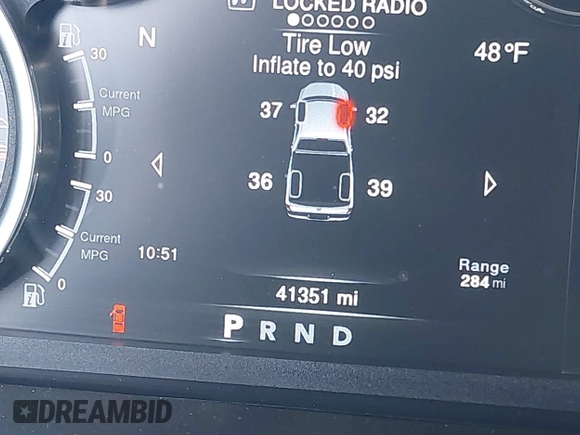 LOCKED RADIO
Tire Low
Inflate to 40 psi
N
48°F
30
Current
MPG
0
37
32
36
39
30
Current
MPG
0
10:51
Range
284 mi
41351 mi
P R N D
DREAMBID